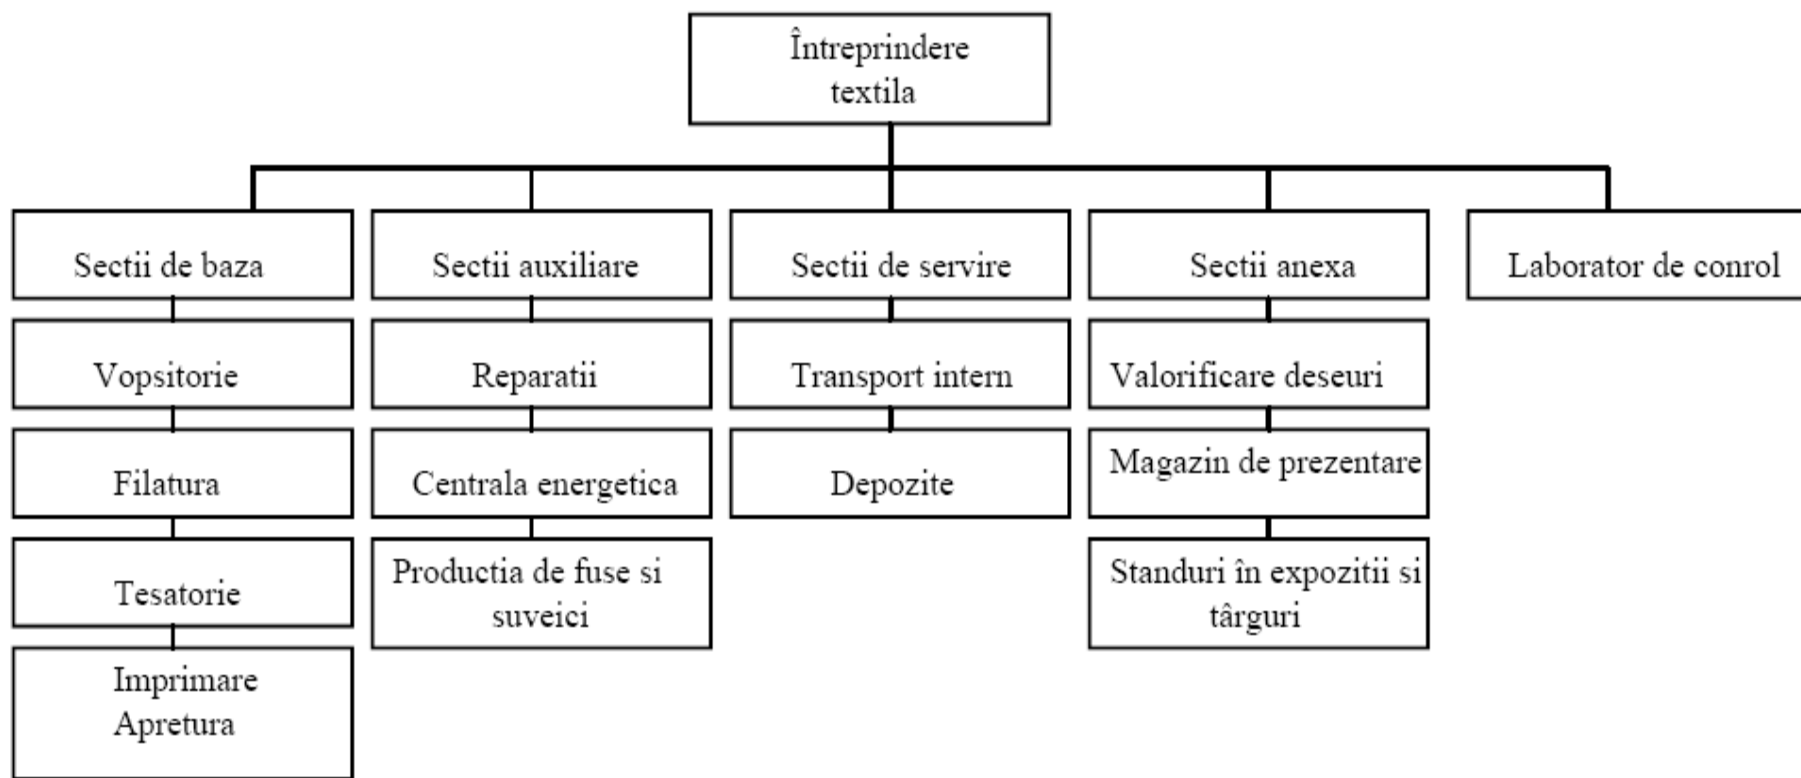 Întreprindere
textila
Sectii de baza
Sectii auxiliare
Sectii de servire
Sectii anexa
Laborator de conrol
Vopsitorie
Reparatii
Transport intern
Valorificare deseuri
Filatura
Centrala energetica
Depozite
Magazin de prezentare
Tesatorie
Productia de fuse si
suveici
Standuri în expozitii si
târguri
Imprimare
Apretura